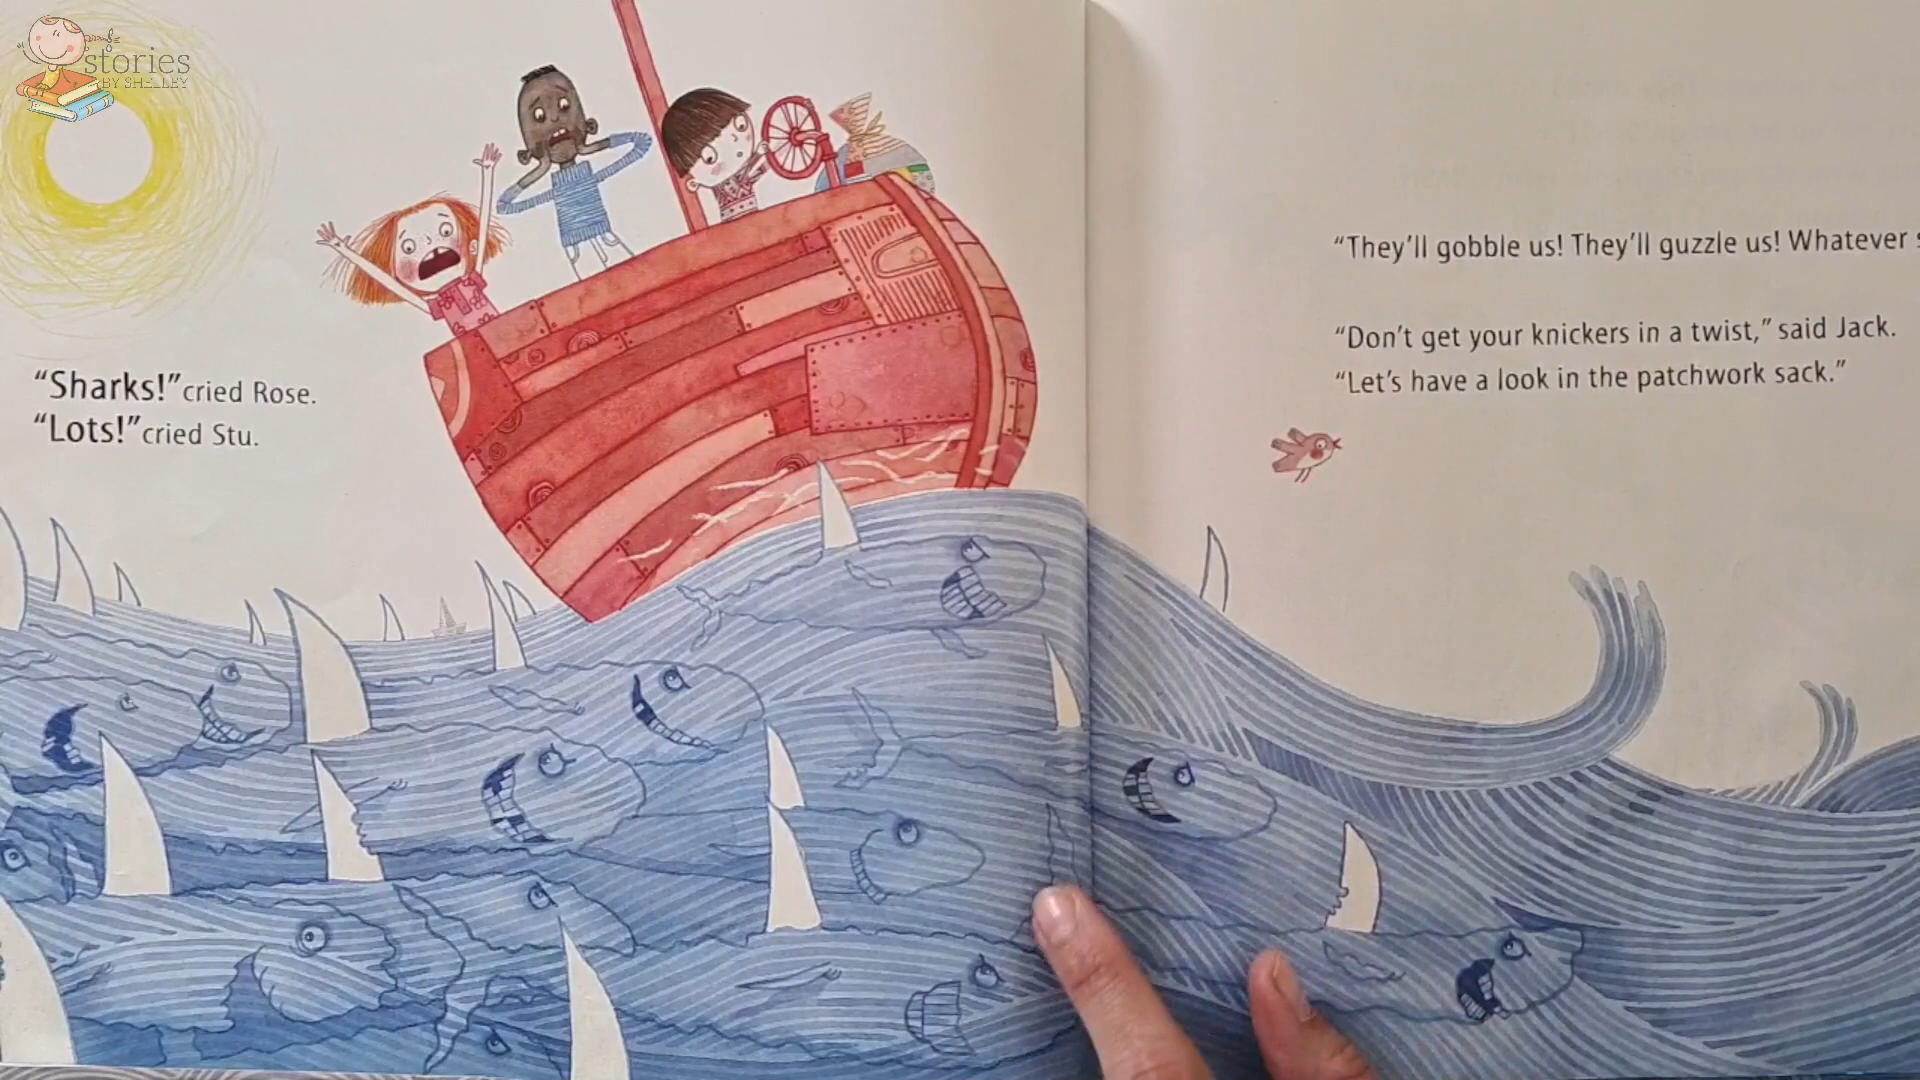 stories
BY SHELLEY
“Sharks!” cried Rose.
“Lots!” cried Stu.
“They’ll gobble us! They’ll guzzle us! Whatever
“Don’t get your knickers in a twist,” said Jack.
“Let’s have a look in the patchwork sack.”